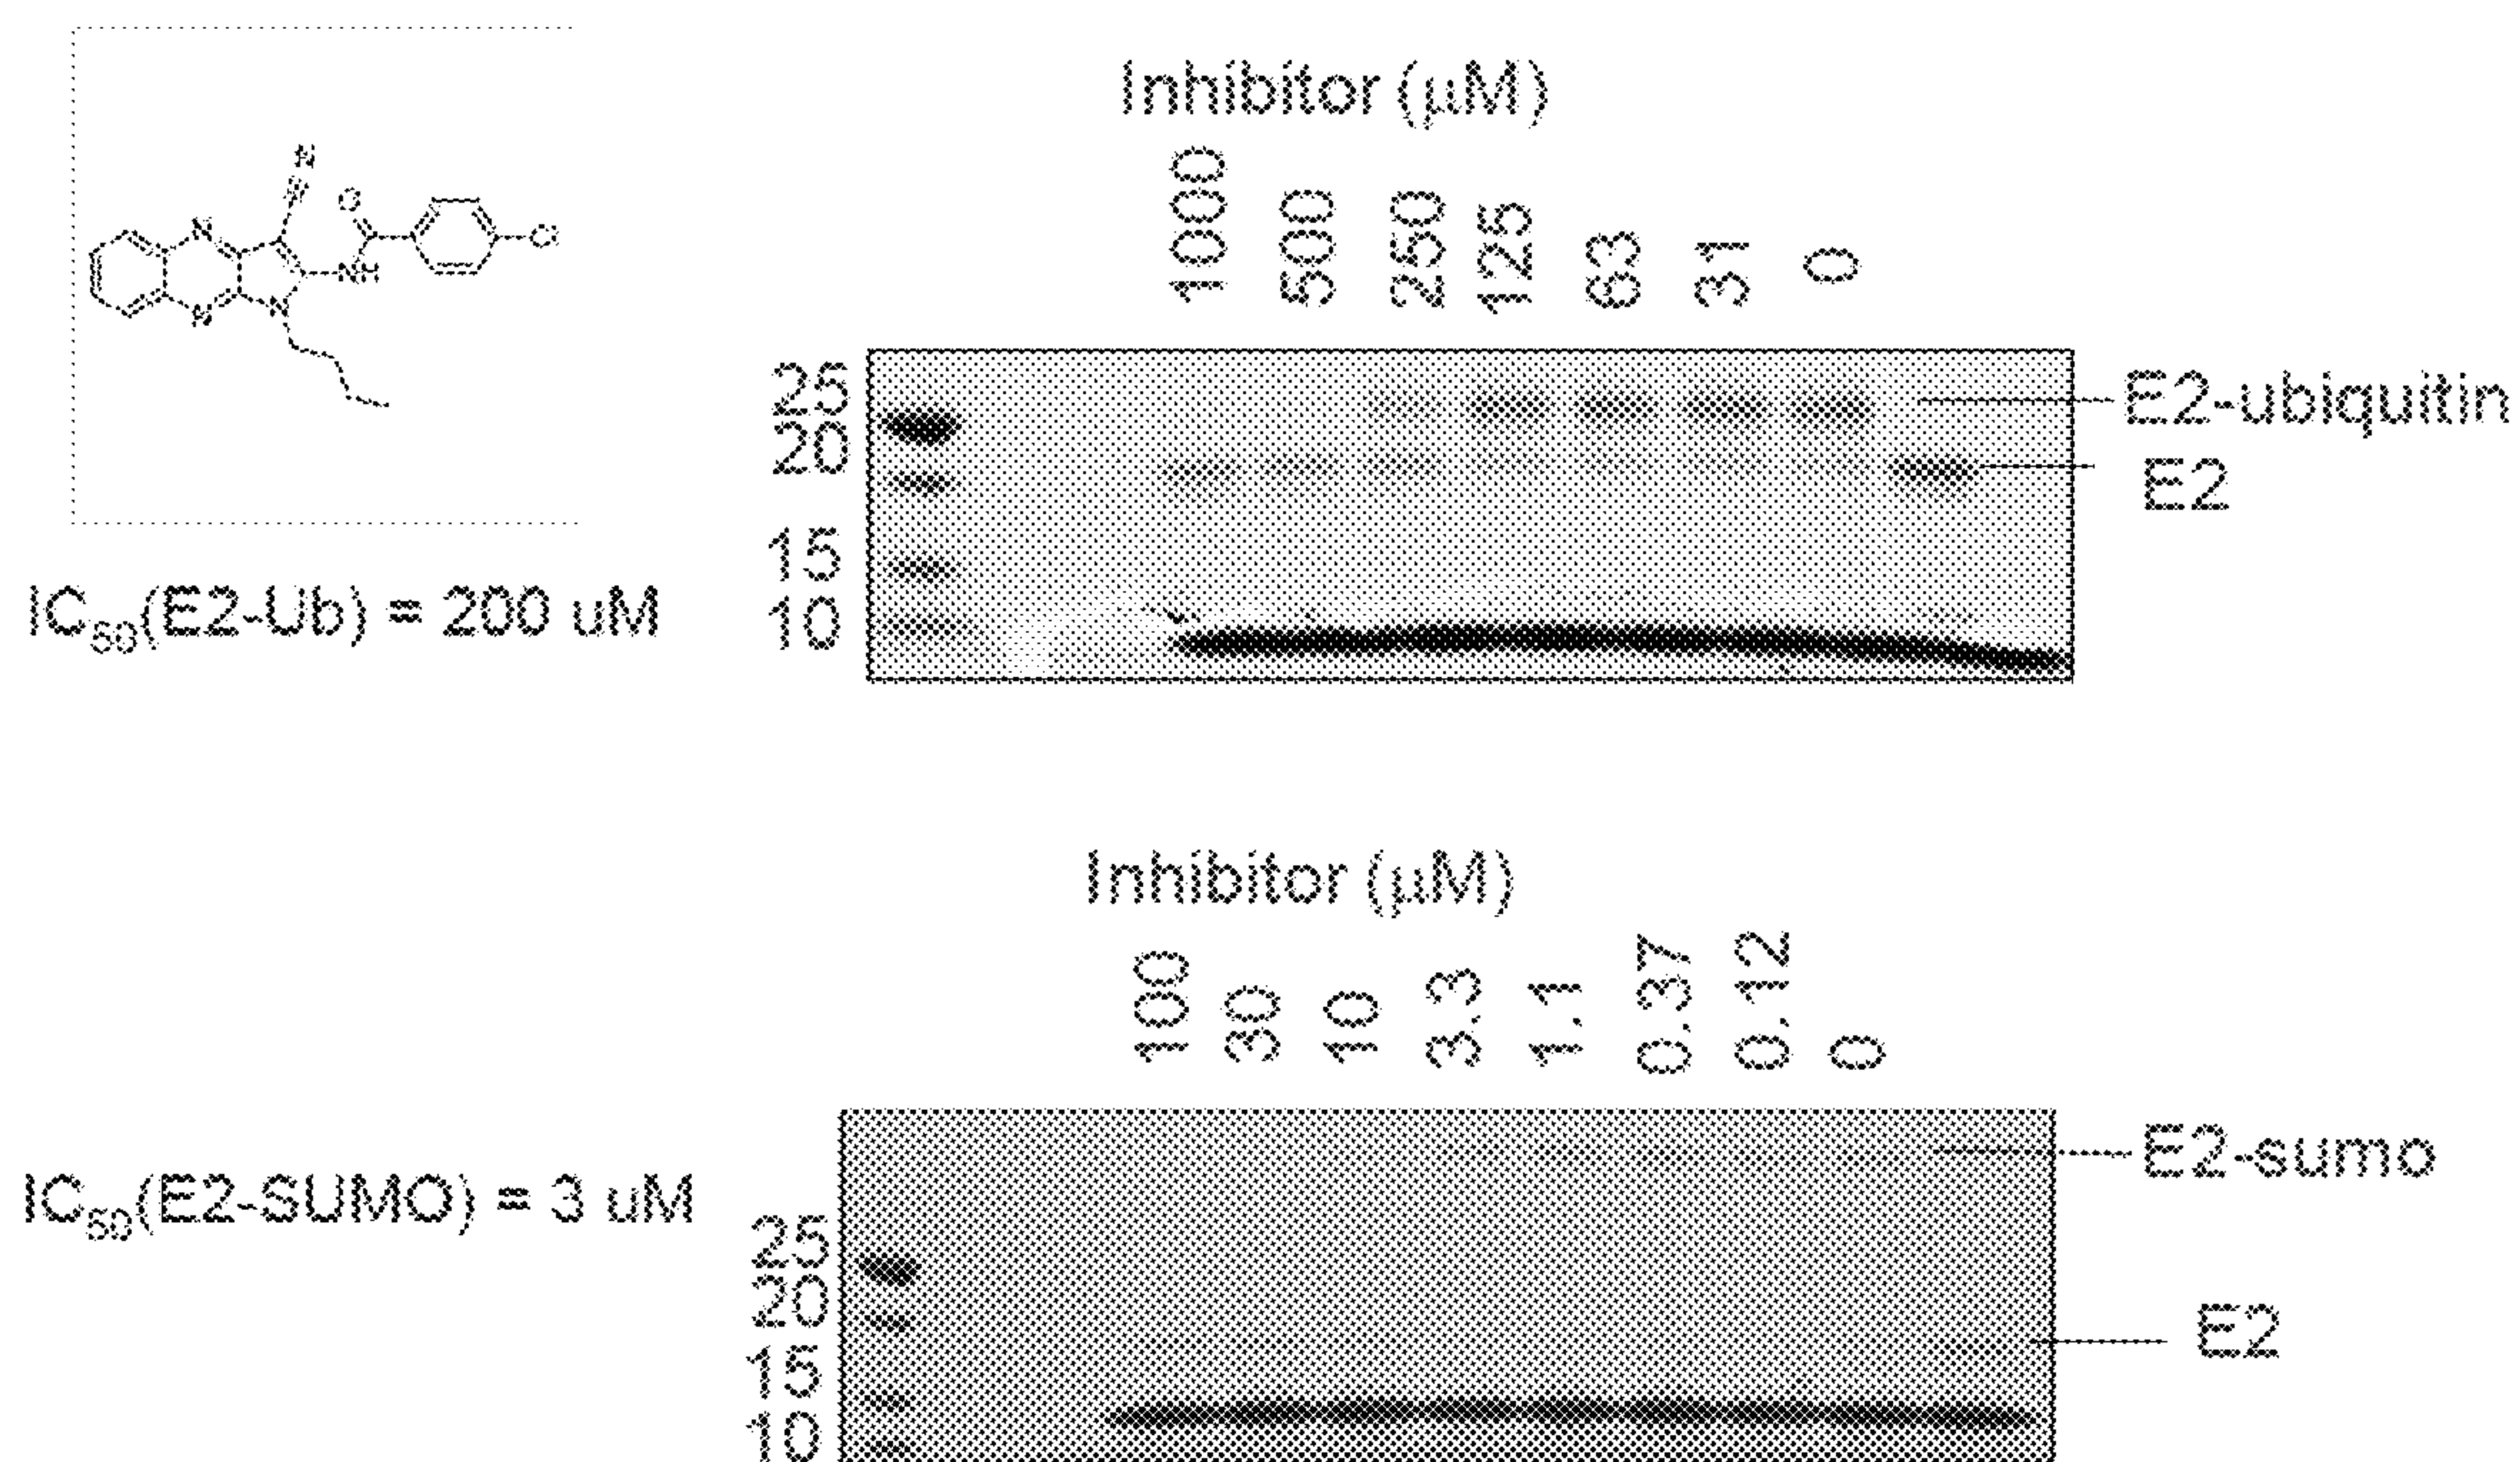 Inhibitor (μM)
1000 500 250 125 63 31 0
N
O
N
Cl
NH
N
N
25
20
15
10
E2-ubiquitin
E2
IC50(E2-Ub) = 200 uM
Inhibitor (μM)
100 30 10 3.3 1.1 0.37 0.12 0
IC50(E2-SUMO) = 3 uM
25
20
15
10
E2-sumo
E2